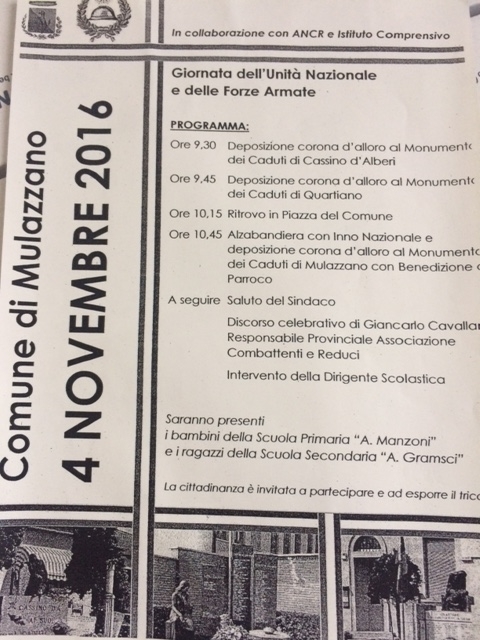 In collaborazione con ANCR e Istituto Comprensivo
Comune di Mulazzano
4 NOVEMBRE 2016
Giornata dell'Unità Nazionale
e delle Forze Armate
PROGRAMMA:
Ore 9,30 Deposizione corona d'alloro al
dei Caduti di Cassino d'Alberi
Ore 9,45 Deposizione corona d'alloro al Monumento
dei Caduti di Quartiano
Ore 10,15 Ritrovo in Piazza del Comune
Ore 10,45 Alzabandiera con Inno Nazionale e
deposizione corona d'alloro al Monumento
dei Caduti di Mulazzano con Benedizione
Parroco
A seguire Saluto del Sindaco
Discorso celebrativo di Giancarlo
Responsabile Provinciale Associazione
Combattenti e Reduci
Intervento della Dirigente Scolastica
Saranno presenti
i bambini della Scuola Primaria "A. Manzoni"
e i ragazzi della Scuola Secondaria "A. Gramsci"
La cittadinanza è invitata a partecipare e ad esporre il